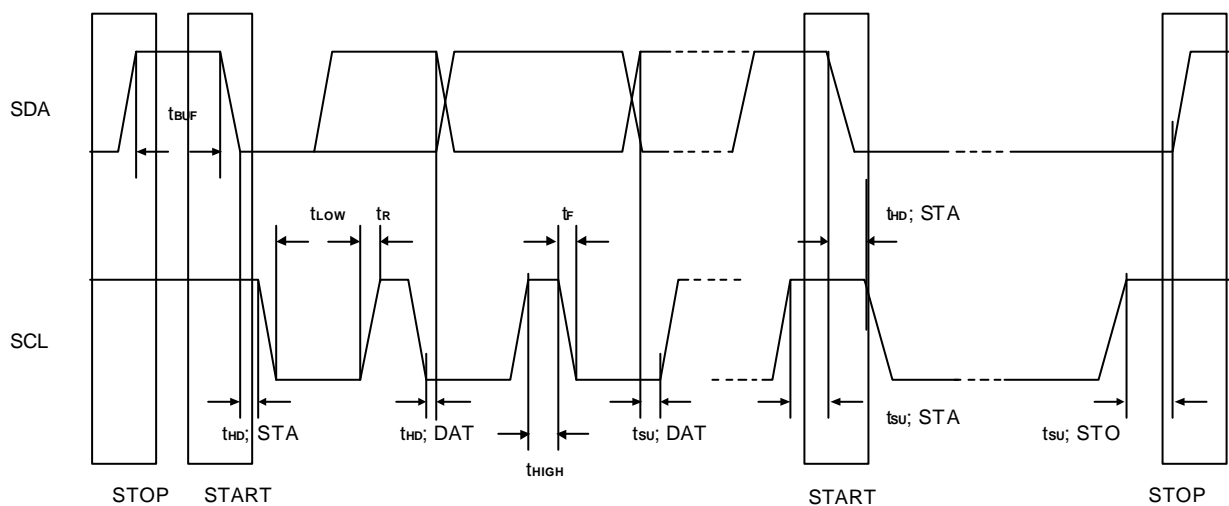 SDA
tBUF
tLOW
tR
tF
tHD; STA
SCL
tHD; STA
tHD; DAT
tSU; DAT
tSU; STA
tSU; STO
tHIGH
STOP
START
START
STOP